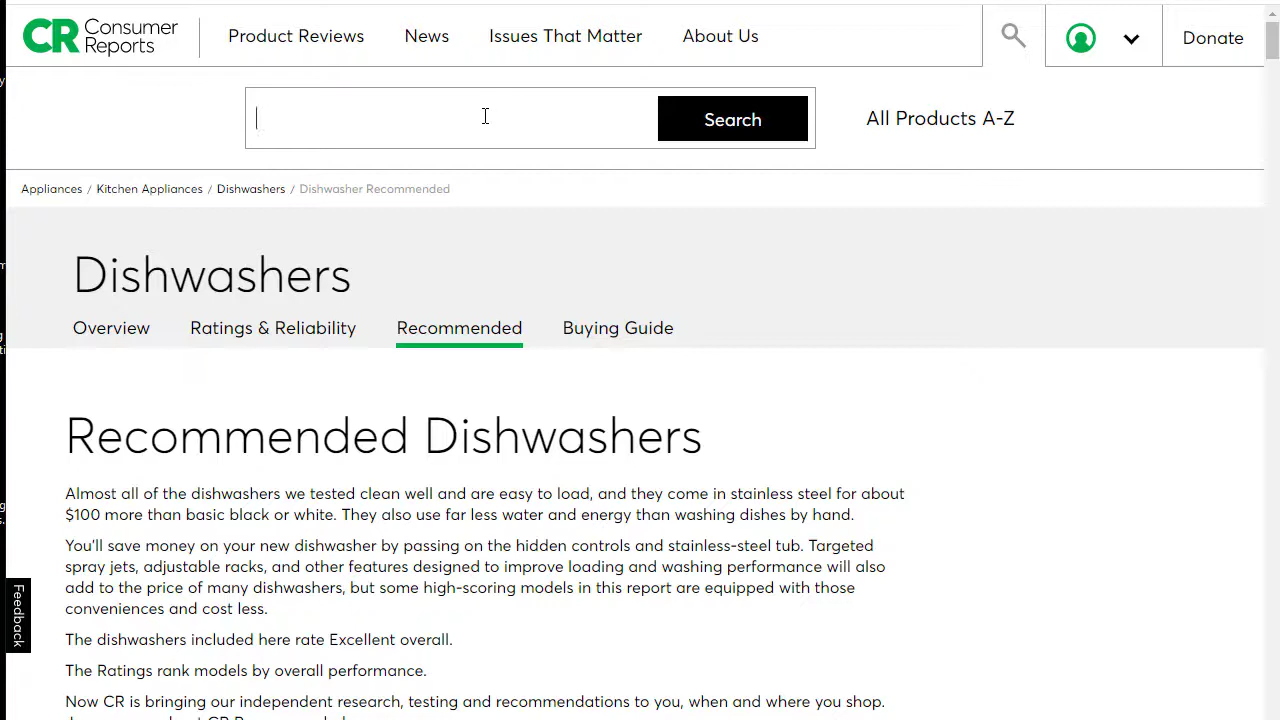 CR Consumer Reports
Product Reviews News Issues That Matter About Us Donate
Search All Products A-Z
Appliances / Kitchen Appliances / Dishwashers / Dishwasher Recommended
Dishwashers
Overview Ratings & Reliability Recommended Buying Guide
Recommended Dishwashers
Almost all of the dishwashers we tested clean well and are easy to load, and they come in stainless steel for about
$100 more than basic black or white. They also use far less water and energy than washing dishes by hand.
You'll save money on your new dishwasher by passing on the hidden controls and stainless-steel tub. Targeted
spray jets, adjustable racks, and other features designed to improve loading and washing performance will also
add to the price of many dishwashers, but some high-scoring models in this report are equipped with those
conveniences and cost less.
Feedback
The dishwashers included here rate Excellent overall.
The Ratings rank models by overall performance.
Now CR is bringing our independent research, testing and recommendations to you, when and where you shop.